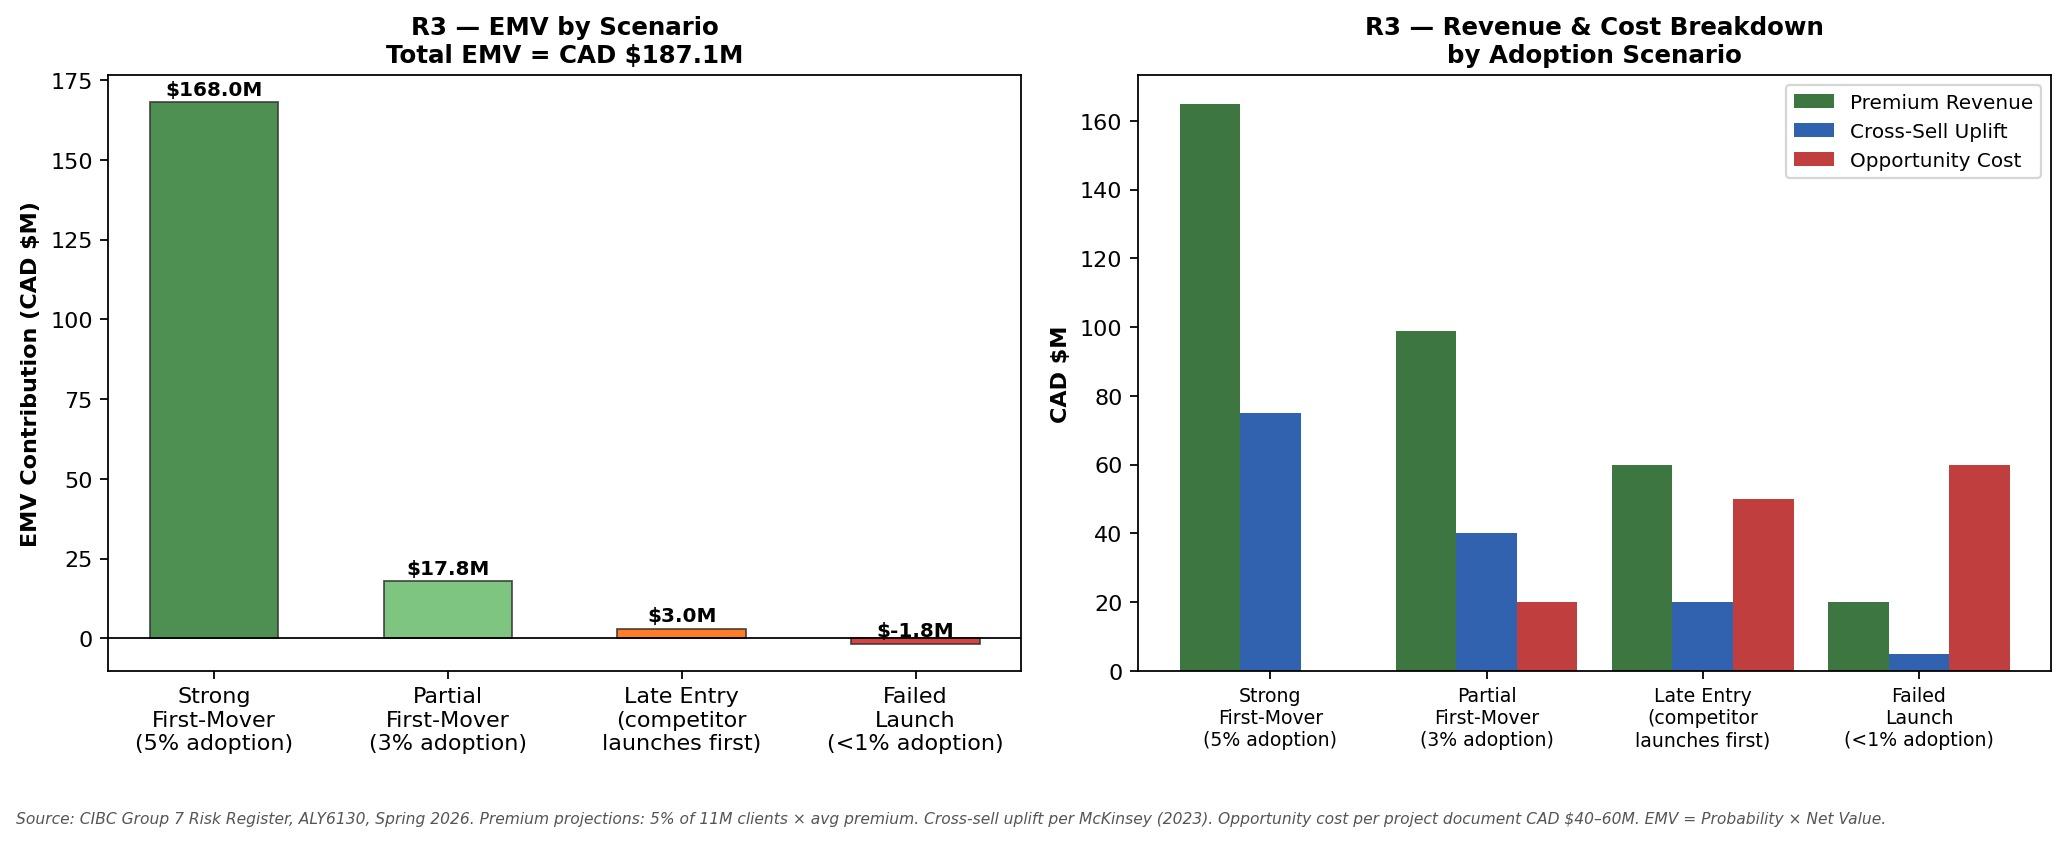 R3 — EMV by Scenario
Total EMV = CAD $187.1M
EMV Contribution (CAD $M)
175
150
125
100
75
50
25
0
$168.0M
$17.8M
$3.0M
$-1.8M
Strong
First-Mover
(5% adoption)
Partial
First-Mover
(3% adoption)
Late Entry
(competitor
launches first)
Failed
Launch
(<1% adoption)
R3 — Revenue & Cost Breakdown
by Adoption Scenario
CAD $M
160
140
120
100
80
60
40
20
0
Premium Revenue
Cross-Sell Uplift
Opportunity Cost
Strong
First-Mover
(5% adoption)
Partial
First-Mover
(3% adoption)
Late Entry
(competitor
launches first)
Failed
Launch
(<1% adoption)
Source: CIBC Group 7 Risk Register, ALY6130, Spring 2026. Premium projections: 5% of 11M clients × avg premium. Cross-sell uplift per McKinsey (2023). Opportunity cost per project document CAD $40–60M. EMV = Probability × Net Value.